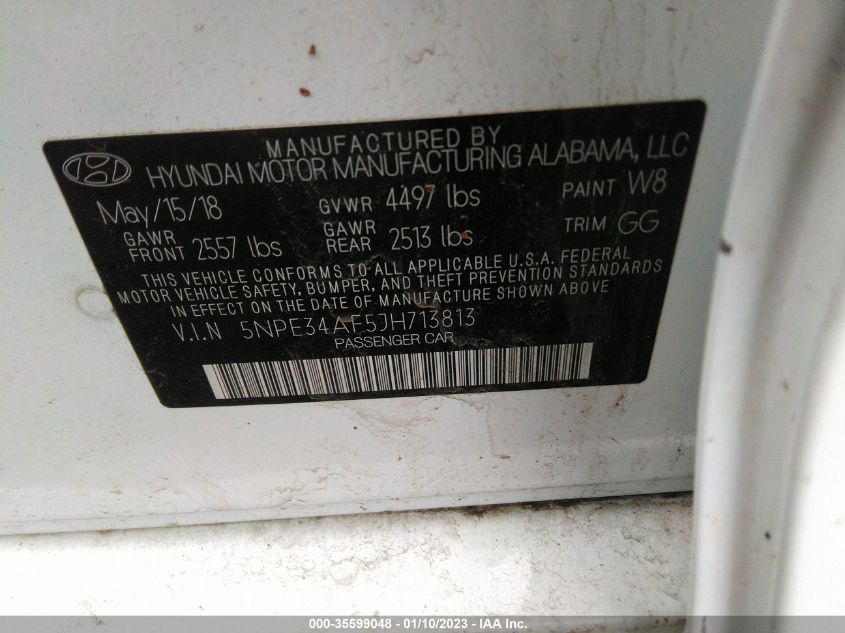 MANUFACTURED BY
HYUNDAI MOTOR MANUFACTURING ALABAMA, LLC
May/15/18 GVWR 4497 lbs PAINT W8
GAWR FRONT 2557 lbs GAWR REAR 2513 lbs TRIM GG
THIS VEHICLE CONFORMS TO ALL APPLICABLE U.S.A. FEDERAL
MOTOR VEHICLE SAFETY, BUMPER, AND THEFT PREVENTION STANDARDS
IN EFFECT ON THE DATE OF MANUFACTURE SHOWN ABOVE
V.I.N 5NPE34AF5JH713813
PASSENGER CAR
000-35599048 - 01/10/2023 - © IAA, Inc.